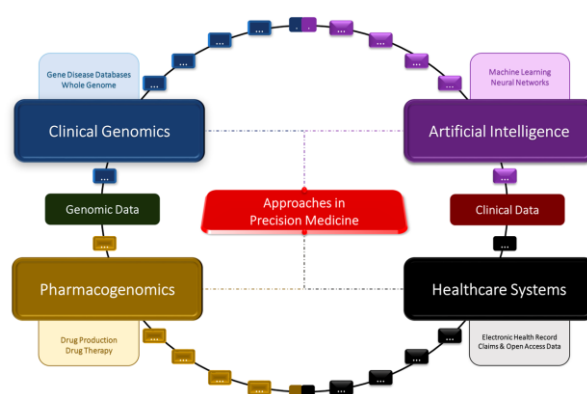 Gene Disease Databases
Whole Genome
Machine Learning
Neural Networks
Clinical Genomics
Artificial Intelligence
Genomic Data
Approaches in
Precision Medicine
Clinical Data
Pharmacogenomics
Healthcare Systems
Drug Production
Drug Therapy
Electronic Health Record
Claims & Open Access Data